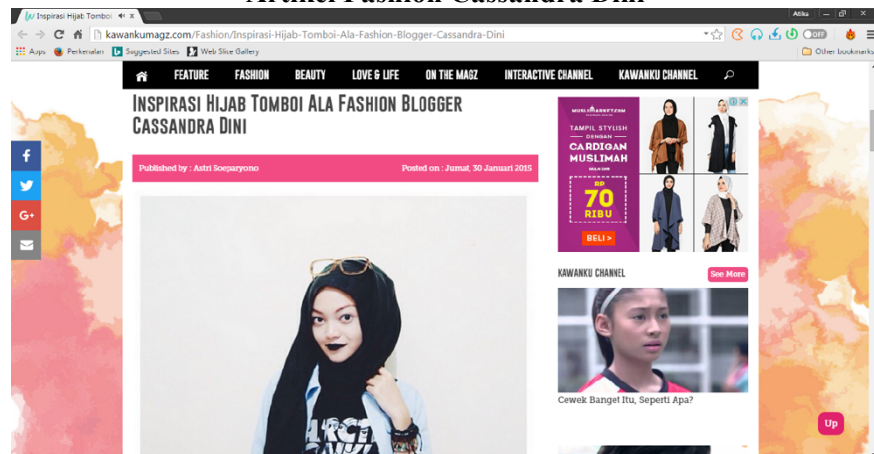 Artikel Fashion Cassandra Dini
Inspirasi Hijab Tomboi
Atika
kawankumagz.com/Fashion/Inspirasi-Hijab-Tomboi-Ala-Fashion-Blogger-Cassandra-Dini
OFF
Apps Perkenalan Suggested Sites Web Slice Gallery Other bookmarks
FEATURE FASHION BEAUTY LOVE & LIFE ON THE MAGZ INTERACTIVE CHANNEL KAWANKU CHANNEL
INSPIRASI HIJAB TOMBOI ALA FASHION BLOGGER
CASSANDRA DINI
Published by : Astri Soeparyono Posted on : Jumat, 30 Januari 2015
MUSLIMARKET.COM
TAMPIL STYLISH
DENGAN
CARDIGAN
MUSLIMAH
RP
70
RIBU
BELI >
f
G+
KAWANKU CHANNEL See More
Cewek Banget Itu, Seperti Apa?
Up